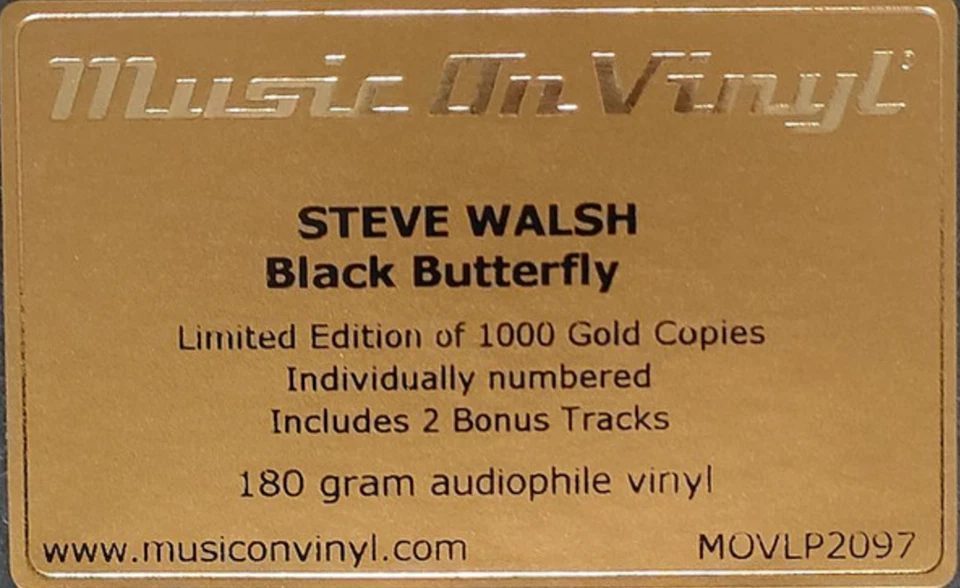 Music On Vinyl®
STEVE WALSH
Black Butterfly
Limited Edition of 1000 Gold Copies
Individually numbered
Includes 2 Bonus Tracks
180 gram audiophile vinyl
www.musiconvinyl.com MOVLP2097